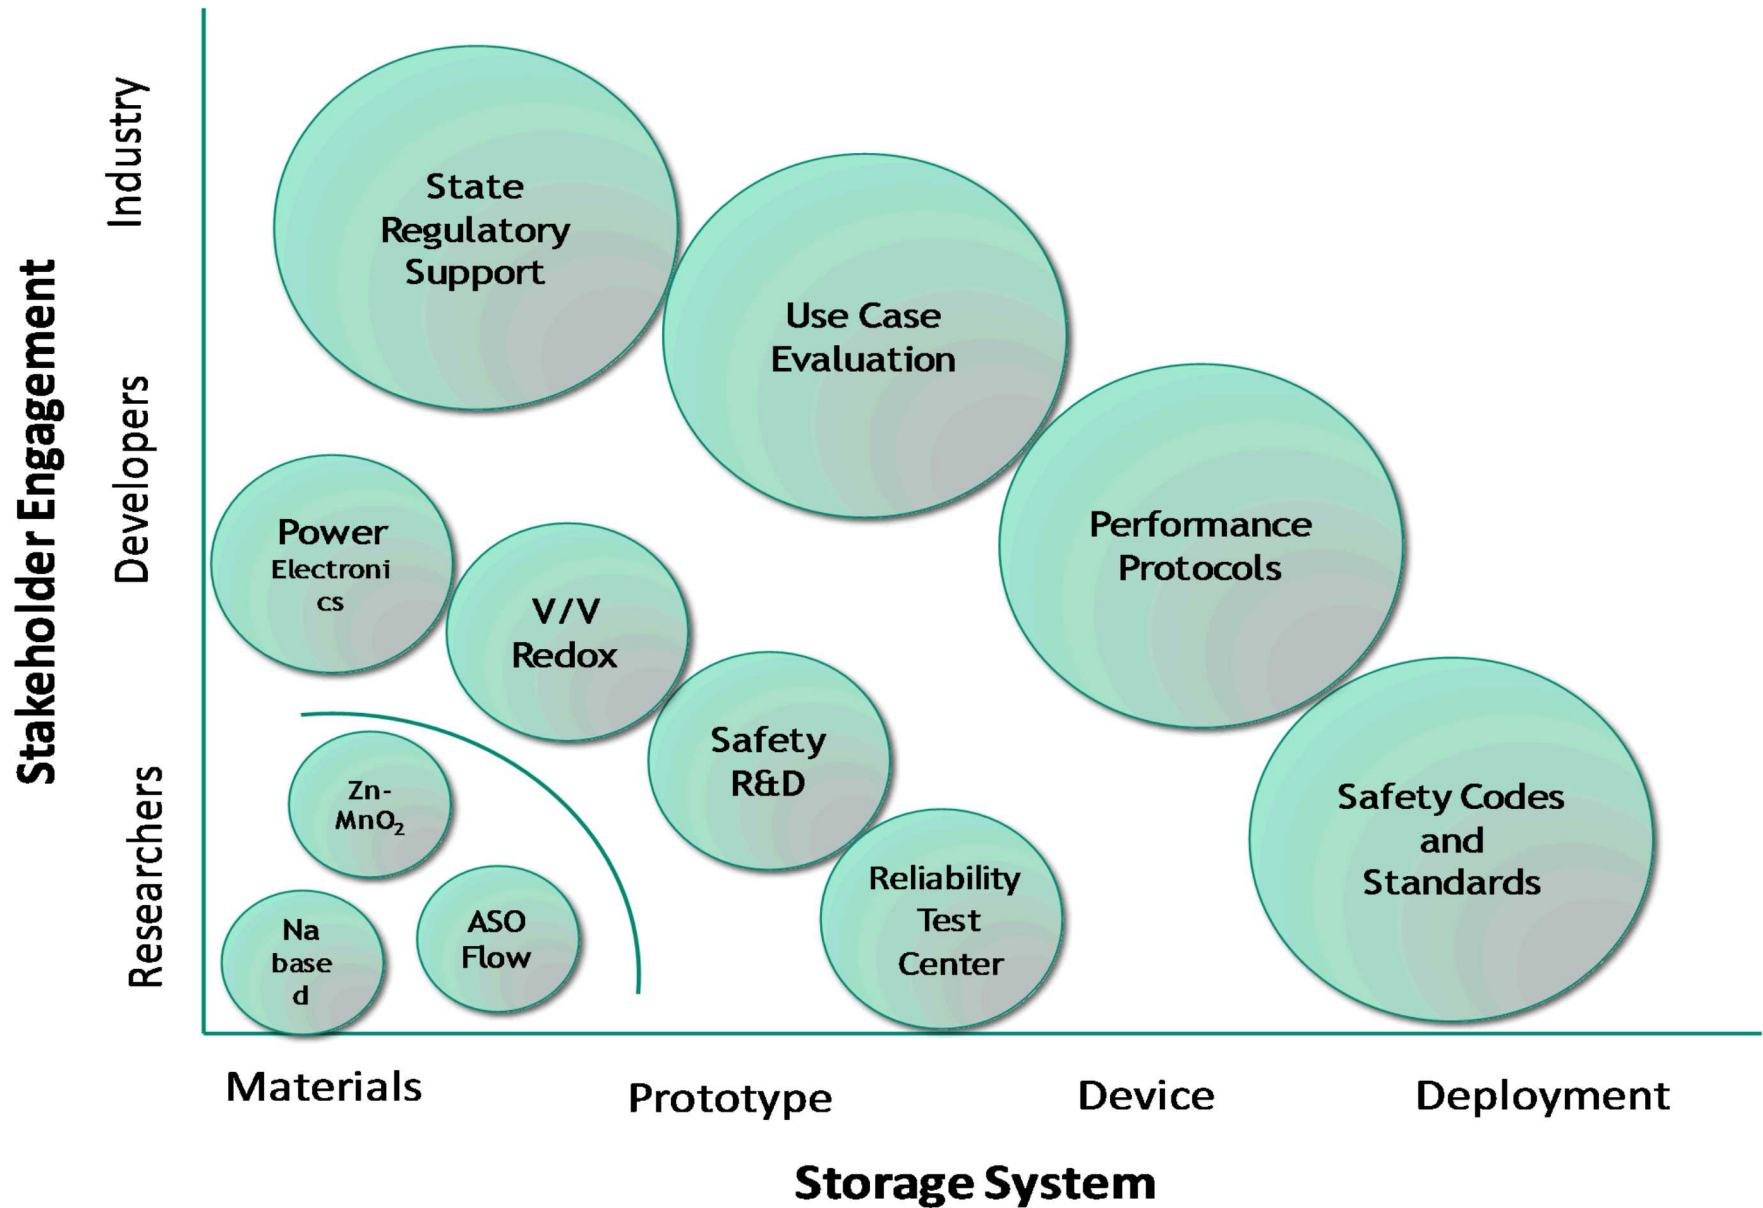 Stakeholder Engagement
Industry
Developers
Researchers
State
Regulatory
Support
Use Case
Evaluation
Performance
Protocols
Safety Codes
and
Standards
Power
Electroni
cs
V/V
Redox
Safety
R&D
Reliability
Test
Center
Zn-
MnO₂
Na
base
d
ASO
Flow
Materials
Prototype
Device
Deployment
Storage System